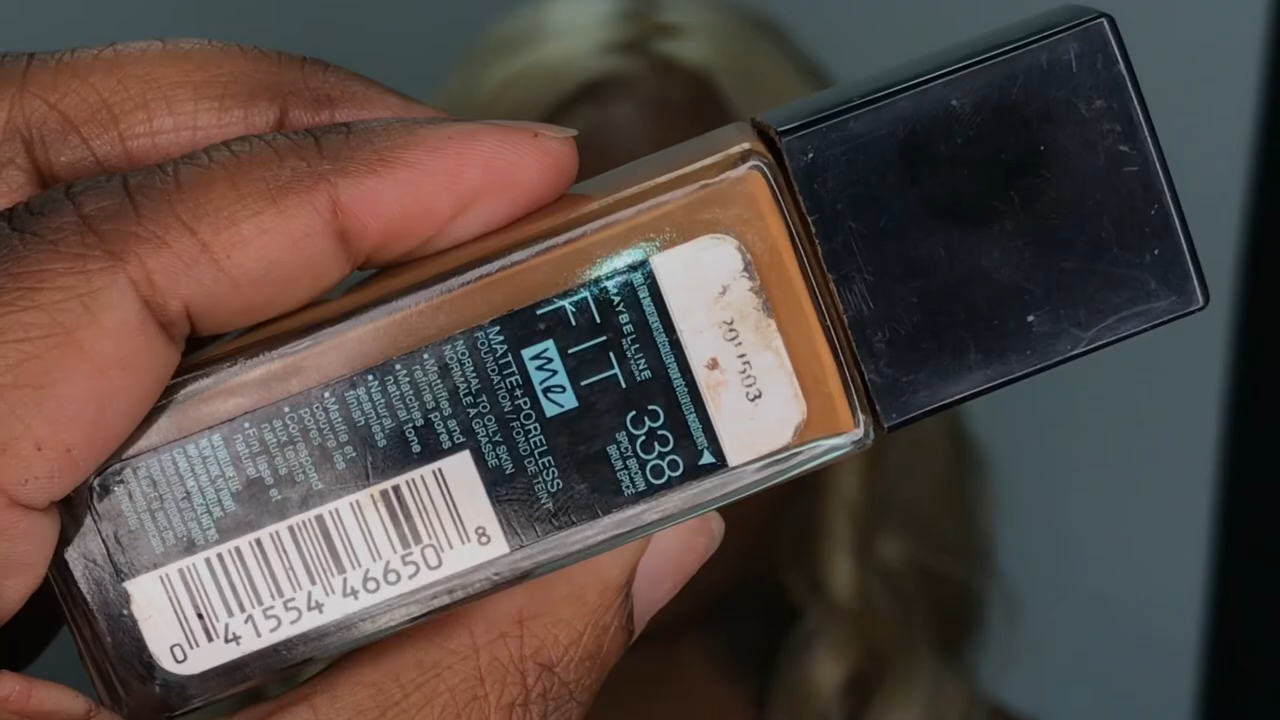 MAYBELLINE
NEW YORK
FIT
me
338
SPICY BROWN
BRUN ÉPICÉ
MATTE+PORELESS
FOUNDATION / FOND DE TEINT
NORMAL TO OILY SKIN
NORMALE À GRASSE
•Mattifies and
refines pores
•Matches
natural tone
•Natural,
seamless
finish
•Matifie et
couvre les
pores
•Correspond
aux teints
naturels
•Fini lisse et
naturel
0 41554 46650 8